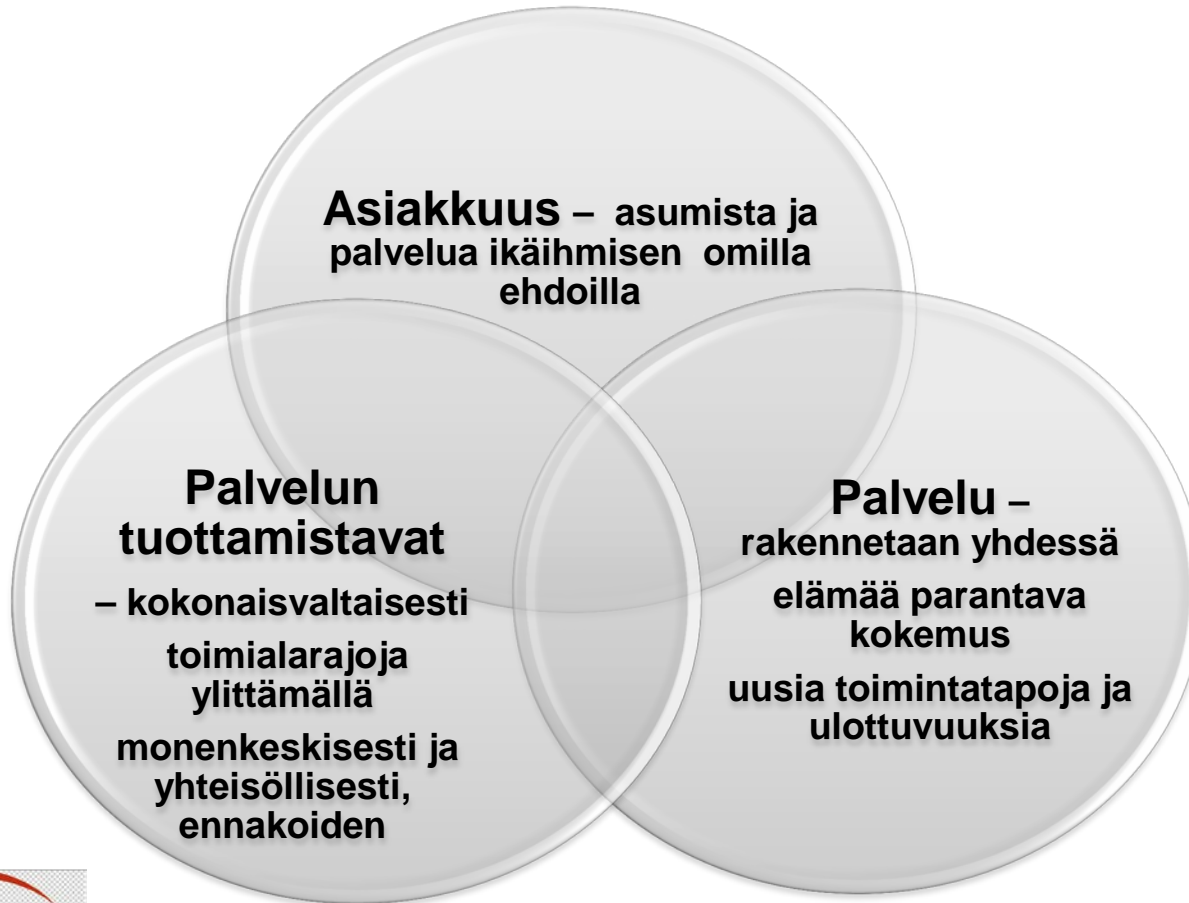 Asiakkuus – asumista ja
palvelua ikäihmisen omilla
ehdoilla
Palvelun
tuottamistavat
– kokonaisvaltaisesti
toimialarajoja
ylittämällä
monenkeskisesti ja
yhteisöllisesti,
ennakoiden
Palvelu –
rakennetaan yhdessä
elämää parantava
kokemus
uusia toimintatapoja ja
ulottuvuuksia